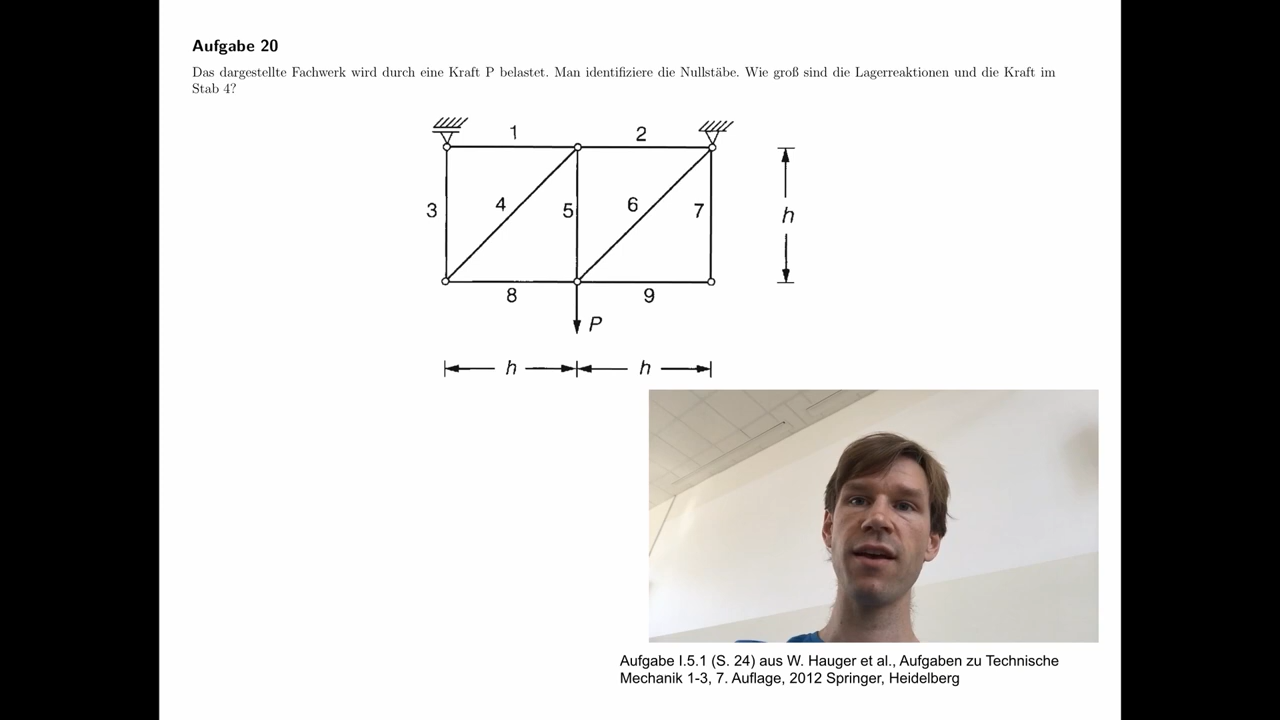 Aufgabe 20
Das dargestellte Fachwerk wird durch eine Kraft P belastet. Man identifiziere die Nullstäbe. Wie groß sind die Lagerreaktionen und die Kraft im
Stab 4?
1
2
3
4
5
6
7
h
8
9
P
h
h
Aufgabe I.5.1 (S. 24) aus W. Hauger et al., Aufgaben zu Technische
Mechanik 1-3, 7. Auflage, 2012 Springer, Heidelberg